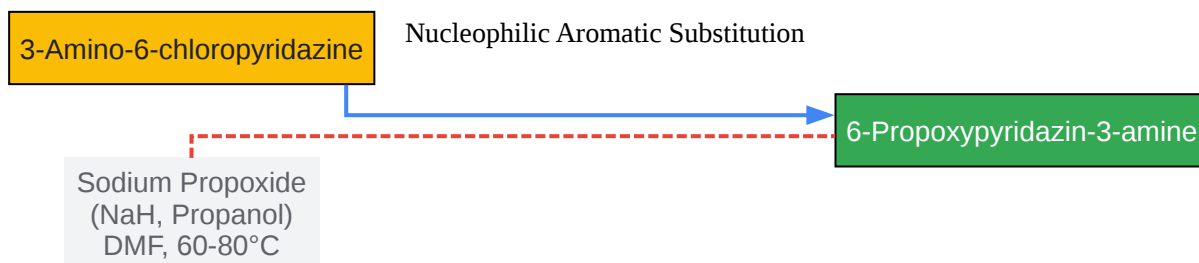 3-Amino-6-chloropyridazine
Nucleophilic Aromatic Substitution
6-Propoxypyridazin-3-amine
Sodium Propoxide
(NaH, Propanol)
DMF, 60-80°C